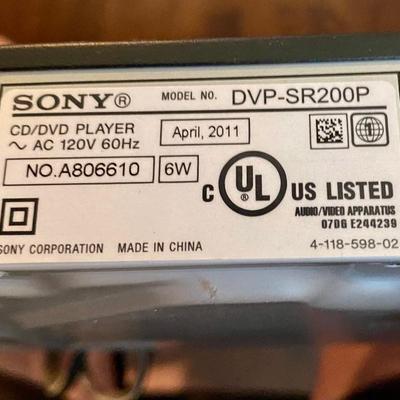 SONY® MODEL NO. DVP-SR200P
CD/DVD PLAYER April, 2011
~ AC 120V 60Hz
NO.A806610 6W
C UL ® US LISTED
AUDIO/VIDEO APPARATUS
07D6 E244239
SONY CORPORATION MADE IN CHINA 4-118-598-02